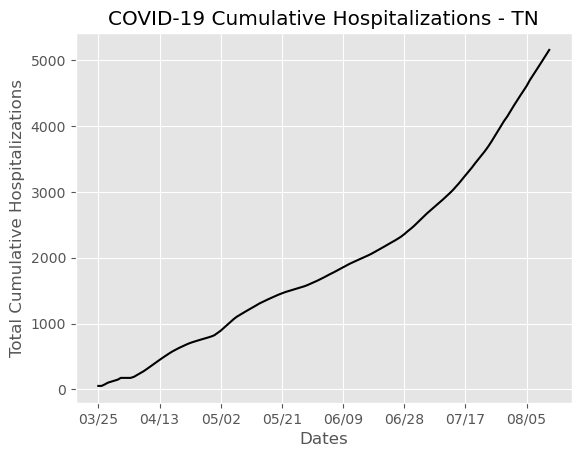 COVID-19 Cumulative Hospitalizations - TN
Total Cumulative Hospitalizations
5000
4000
3000
2000
1000
0
03/25 04/13 05/02 05/21 06/09 06/28 07/17 08/05
Dates